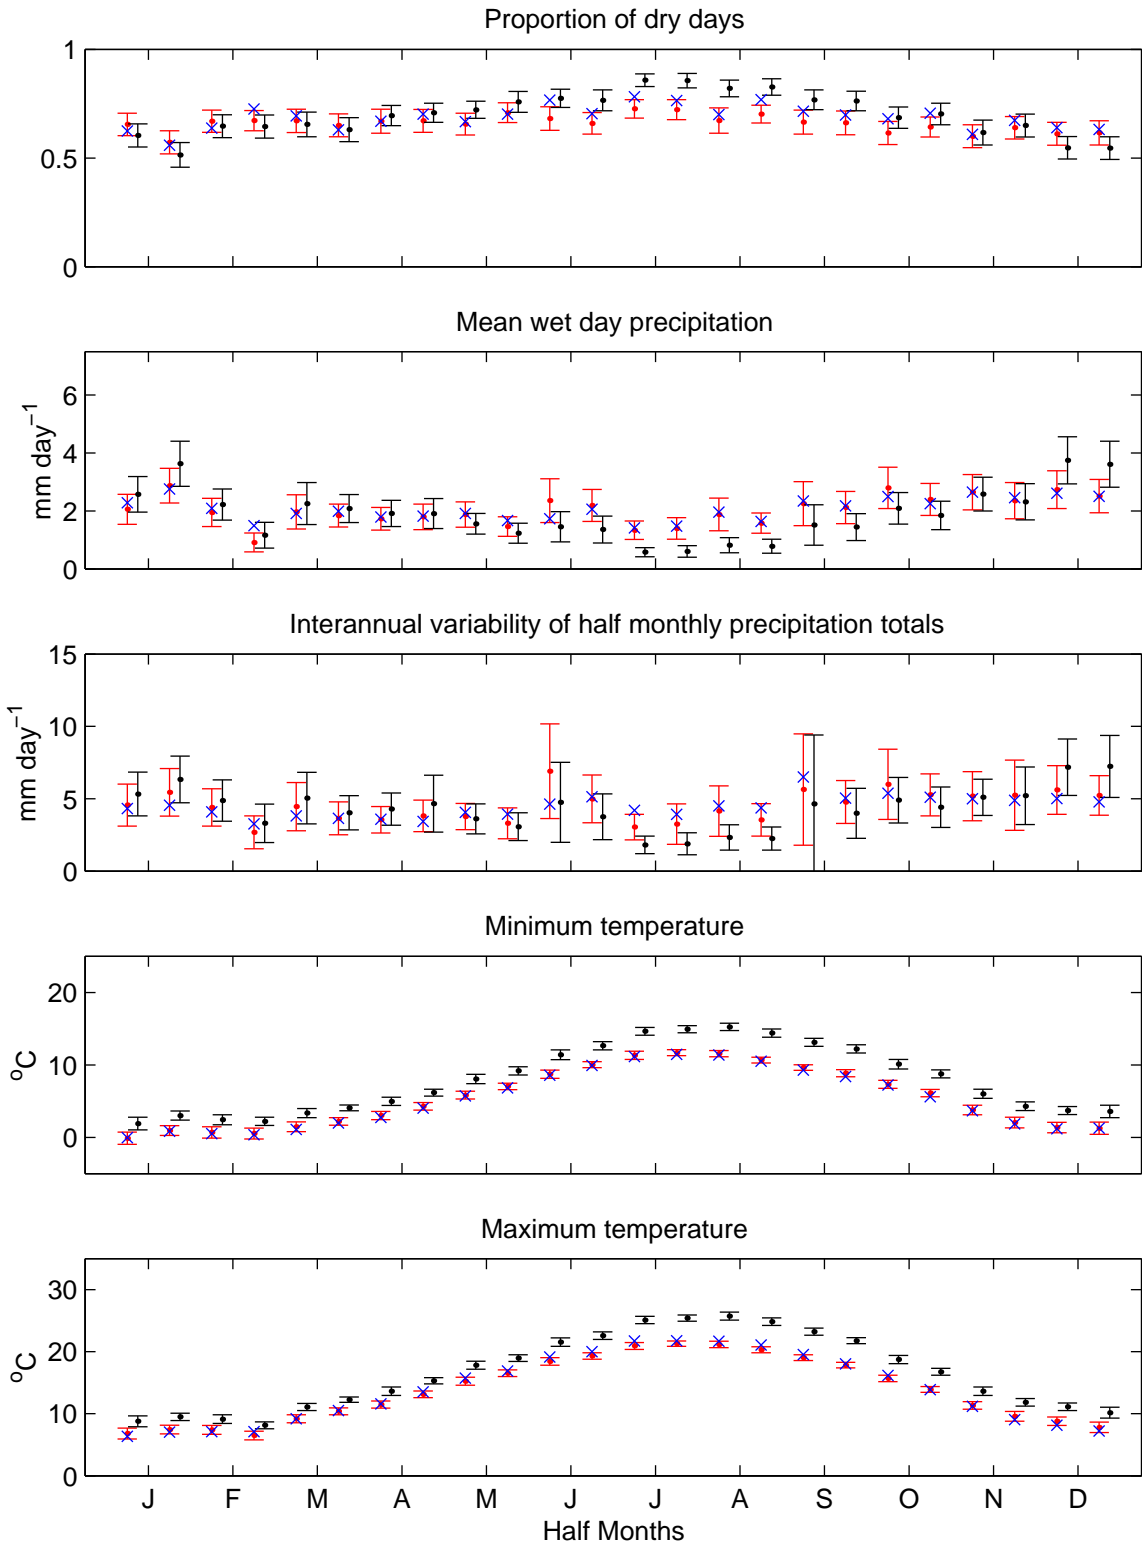 Proportion of dry days
1
0.5
0
Mean wet day precipitation
mm day⁻¹
6
4
2
0
Interannual variability of half monthly precipitation totals
mm day⁻¹
15
10
5
0
Minimum temperature
ºC
20
10
0
Maximum temperature
ºC
30
20
10
0
J F M A M J J A S O N D
Half Months